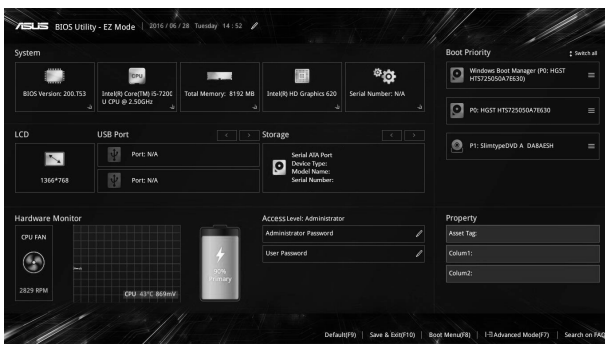 ASUS BIOS Utility - EZ Mode 2016 / 06 / 28 Tuesday 14 : 52
System
BIOS Version: 200.T53
CPU
Intel(R) Core(TM) i5-7200
U CPU @ 2.50GHz
Total Memory: 8192 MB
Intel(R) HD Graphics 620
Serial Number: N/A
Boot Priority
Switch all
Windows Boot Manager (P0: HGST
HTS725050A7E630)
P0: HGST HTS725050A7E630
P1: SlimtypeDVD A DA8AESH
LCD
1366*768
USB Port
Port: N/A
Port: N/A
Storage
Serial ATA Port
Device Type:
Model Name:
Serial Number:
Hardware Monitor
CPU FAN
2829 RPM
CPU 43°C 869mV
Primary
Access Level: Administrator
Administrator Password
User Password
Property
Asset Tag:
Colum1:
Colum2:
Default(F9) | Save & Exit(F10) | Boot Menu(F8) | Advanced Mode(F7) | Search on FAQ